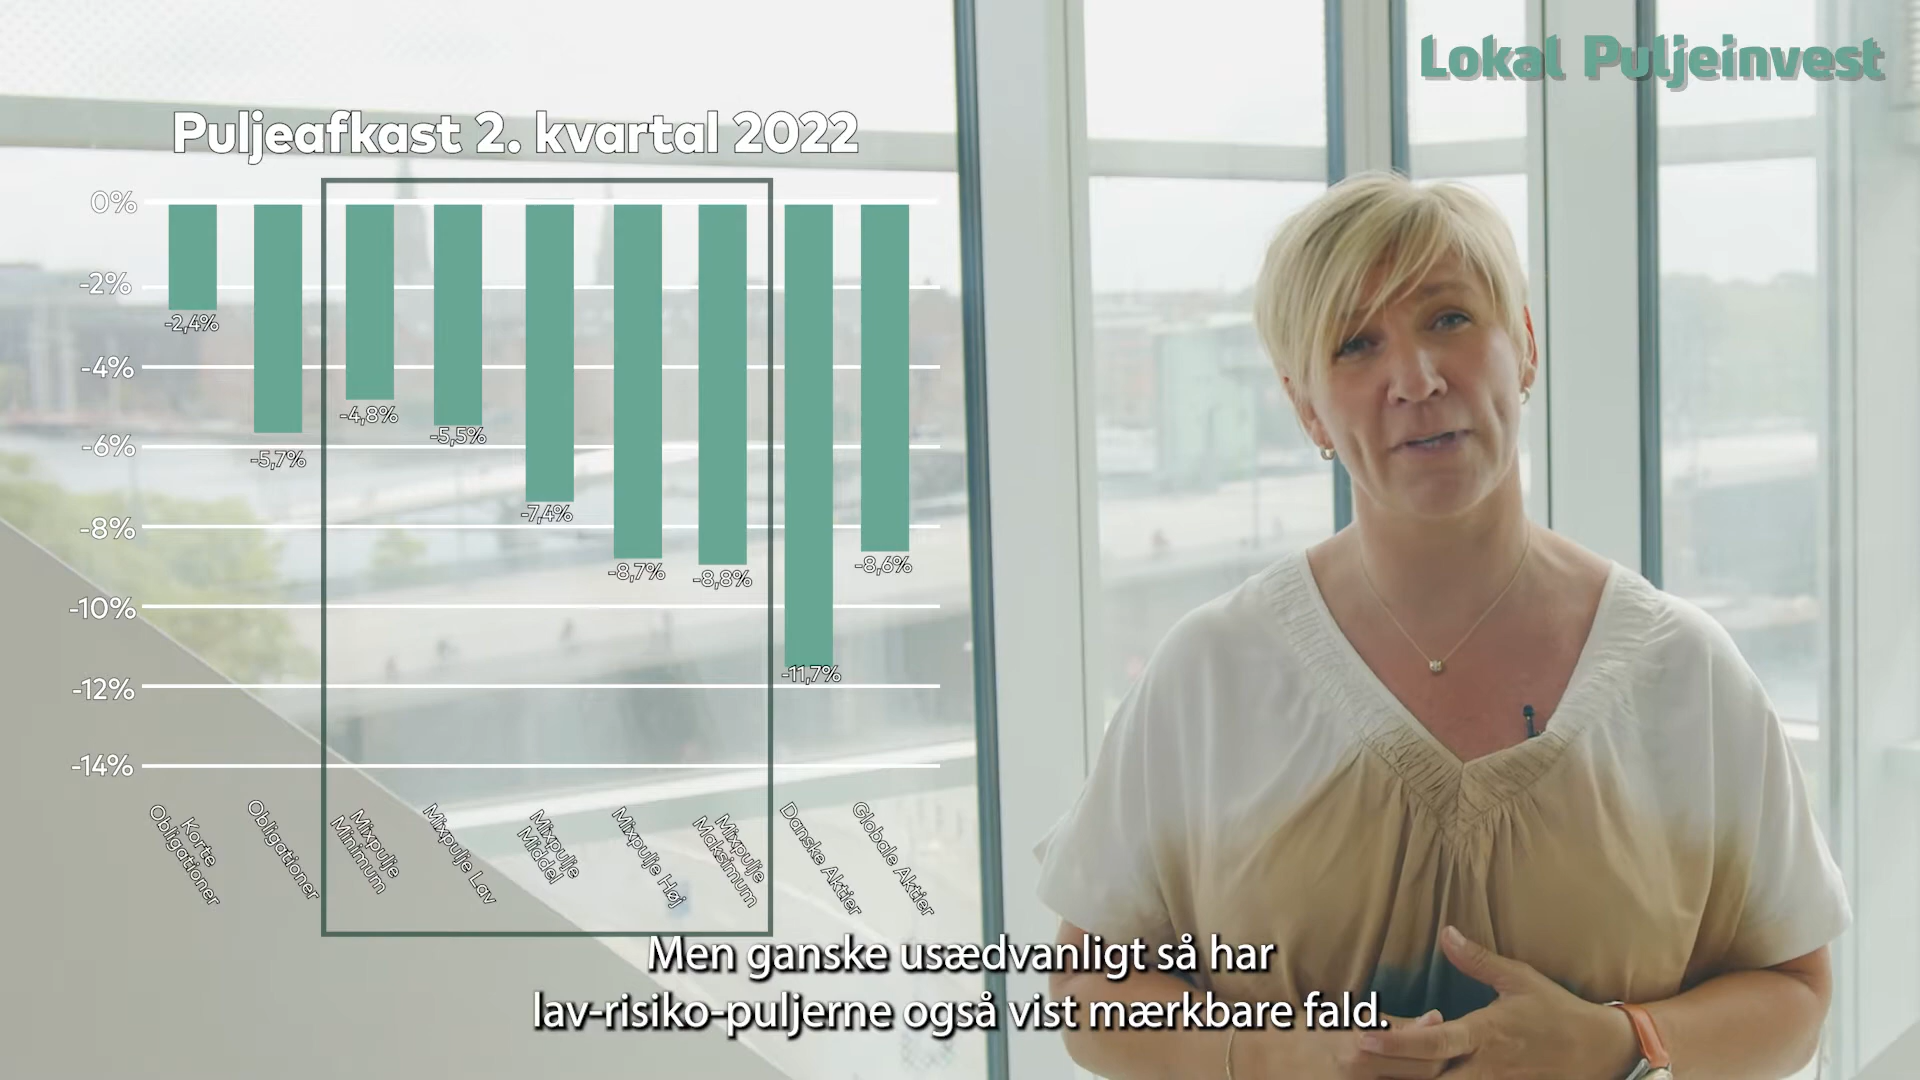 Lokal Puljeinvest
Puljeafkast 2. kvartal 2022
0%
-2%
-4%
-6%
-8%
-10%
-12%
-14%
-2,4%
-5,7%
-4,8%
-5,5%
-7,4%
-8,7%
-8,8%
-11,7%
-8,6%
Korte
Obligationer
Obligationer
Mixpulje
Minimum
Mixpulje Lav
Mixpulje
Middel
Mixpulje Høj
Mixpulje
Maksimum
Danske Aktier
Globale Aktier
Men ganske usædvanligt så har
lav-risiko-puljerne også vist mærkbare fald.